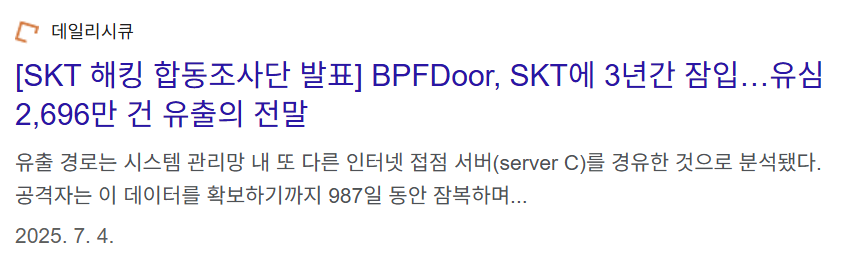 데일리시큐
[SKT 해킹 합동조사단 발표] BPFDoor, SKT에 3년간 잠입…유심
2,696만 건 유출의 전말
유출 경로는 시스템 관리망 내 또 다른 인터넷 접점 서버(server C)를 경유한 것으로 분석됐다.
공격자는 이 데이터를 확보하기까지 987일 동안 잠복하며...
2025. 7. 4.